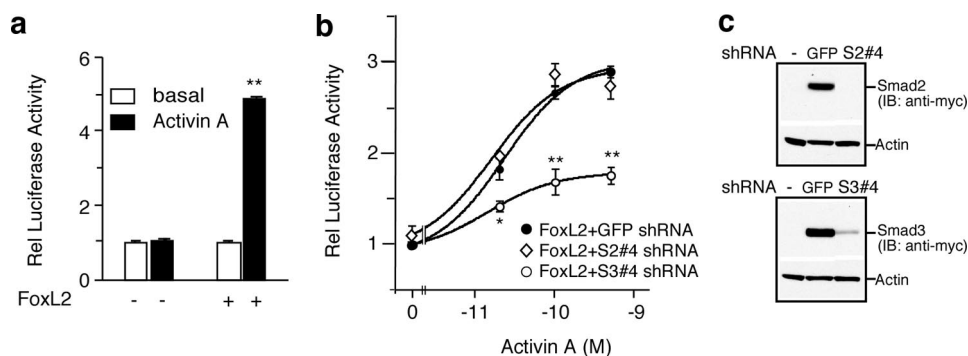 a
Rel Luciferase Activity
6
4
2
0
basal
Activin A
**
FoxL2
- - + +
b
Rel Luciferase Activity
3
2
1
*
**
**
FoxL2+GFP shRNA
FoxL2+S2#4 shRNA
FoxL2+S3#4 shRNA
0 -11 -10 -9
Activin A (M)
c
shRNA - GFP S2#4
Smad2
(IB: anti-myc)
Actin
shRNA - GFP S3#4
Smad3
(IB: anti-myc)
Actin